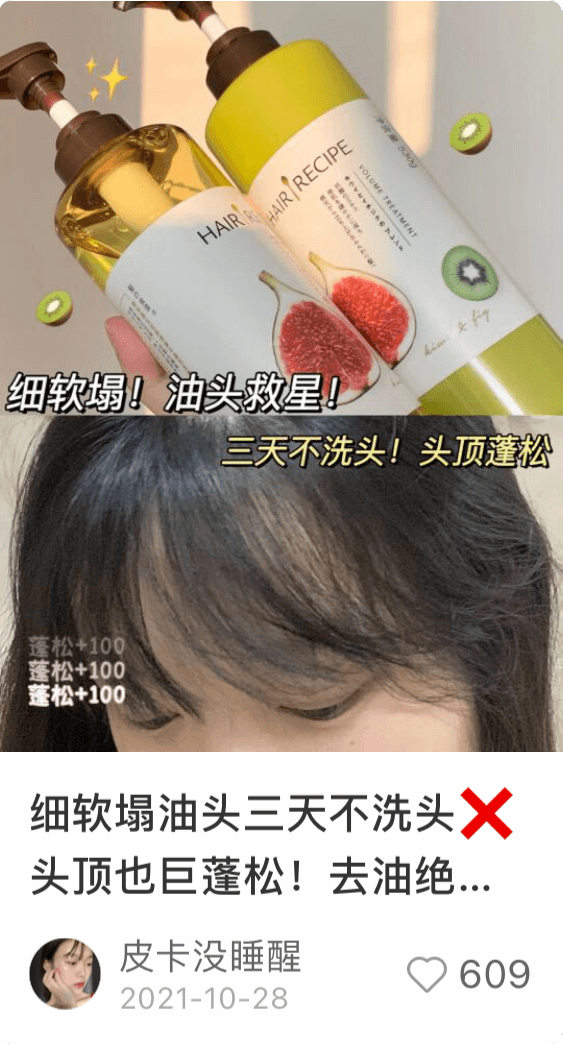 HAIR RECIPE
HAIR RECIPE
VOLUME TREATMENT
kiwi & fig
细软塌！油头救星！
三天不洗头！头顶蓬松
蓬松+100
蓬松+100
蓬松+100
细软塌油头三天不洗头❌
头顶也巨蓬松！去油绝...
皮卡没睡醒
2021-10-28
609